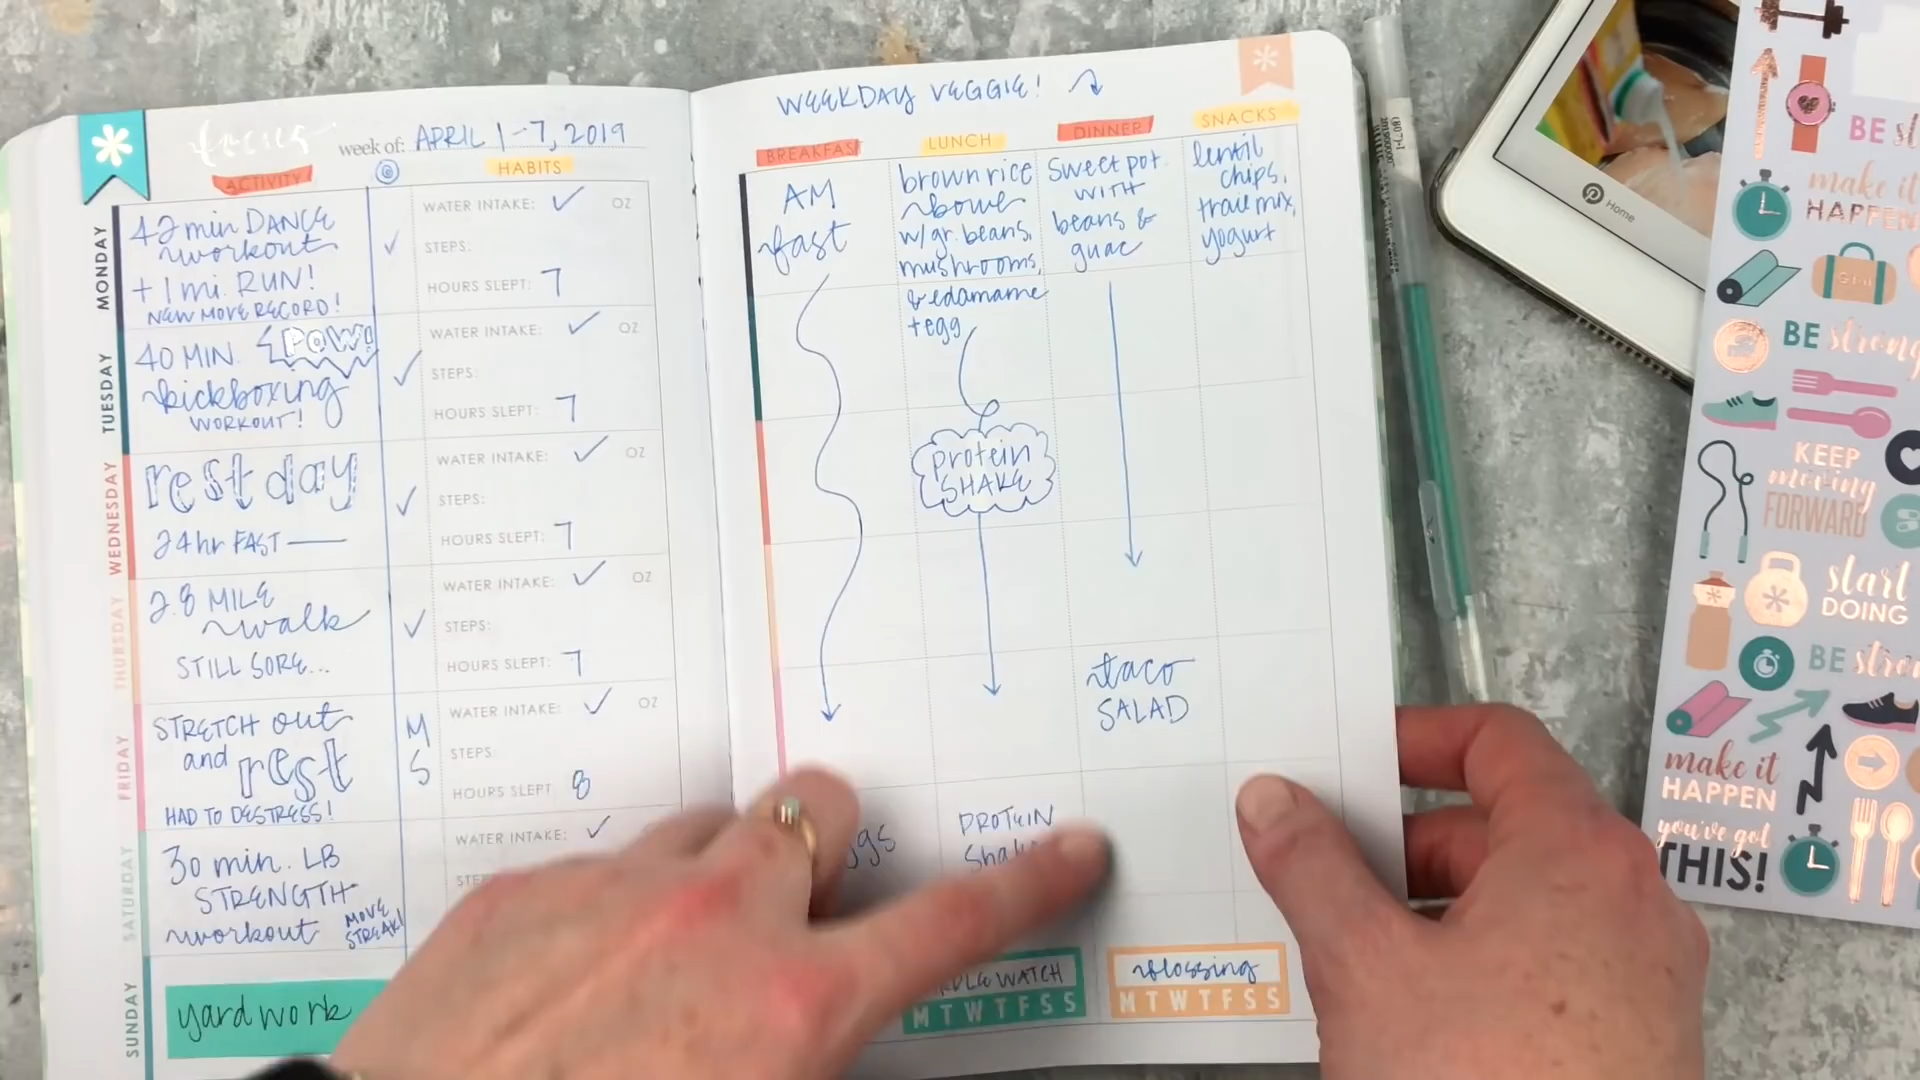 focus
week of: APRIL 1-7, 2019
ACTIVITY
HABITS
MONDAY
42 min DANCE
workout
+ 1 mi. RUN!
NEW MOVE RECORD!
WATER INTAKE: ✓ OZ
✓ STEPS:
HOURS SLEPT: 7
TUESDAY
40 MIN. POW!
kickboxing
WORKOUT!
WATER INTAKE: ✓ OZ
✓ STEPS:
HOURS SLEPT: 7
WEDNESDAY
rest day
24hr FAST —
WATER INTAKE: ✓ OZ
✓ STEPS:
HOURS SLEPT: 7
THURSDAY
2.8 MILE
walk
STILL SORE...
WATER INTAKE: ✓ OZ
✓ STEPS:
HOURS SLEPT: 7
FRIDAY
STRETCH out
and rest
HAD TO DESTRESS!
M
S
WATER INTAKE: ✓ OZ
STEPS:
HOURS SLEPT 8
SATURDAY
30 min. LB
STRENGTH
workout
MOVE
STREAK!
WATER INTAKE: ✓
SUNDAY
yardwork
WEEKDAY VEGGIE!
BREAKFAST
LUNCH
DINNER
SNACKS
AM
fast
brown rice
bowl
w/gr. beans,
mushrooms,
& edamame
+egg
sweet pot.
with
beans &
guac
lentil
chips,
trail mix,
yogurt
protein
SHAKE
taco
SALAD
PROTEIN
WATCH
M T W T F S S
flossing
M T W T F S S
Home
make it
HAPPEN
BE strong
KEEP
moving
FORWARD
start
DOING
BE
make it
HAPPEN
you've got
THIS!